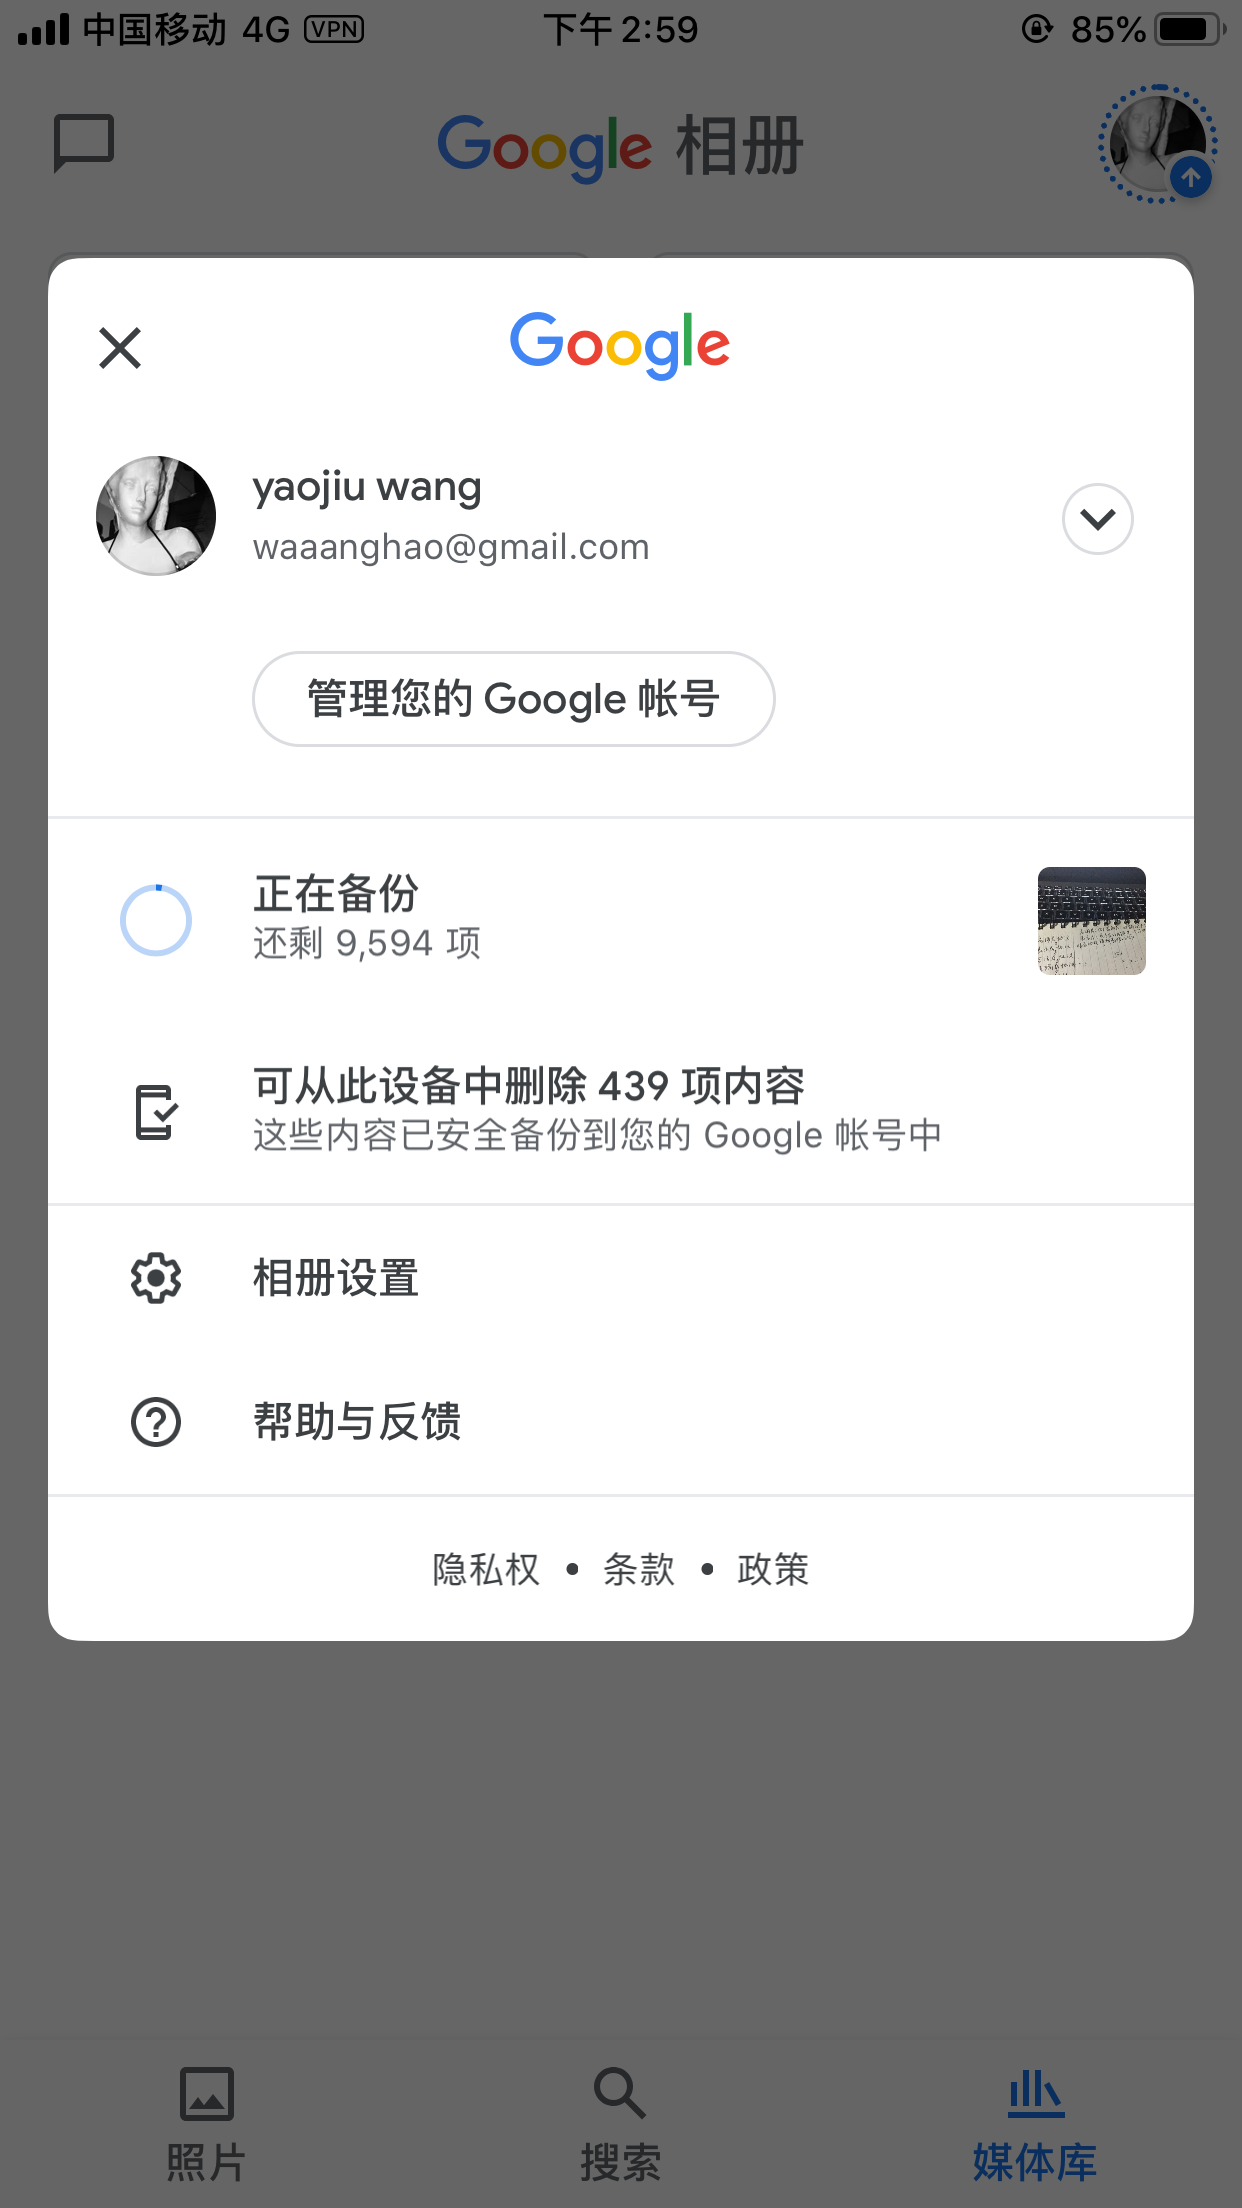 中国移动 4G VPN 下午 2:59 85%
Google 相册
Google
yaojiu wang
waaanghao@gmail.com
管理您的 Google 帐号
正在备份
还剩 9,594 项
可从此设备中删除 439 项内容
这些内容已安全备份到您的 Google 帐号中
相册设置
帮助与反馈
隐私权 • 条款 • 政策
照片 搜索 媒体库